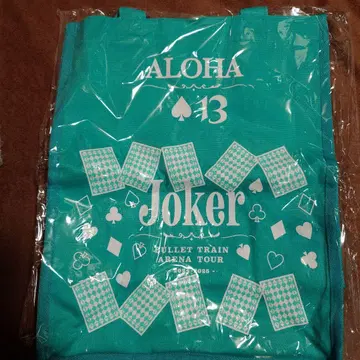 ALOHA
♠13
Joker
BULLET TRAIN
ARENA TOUR